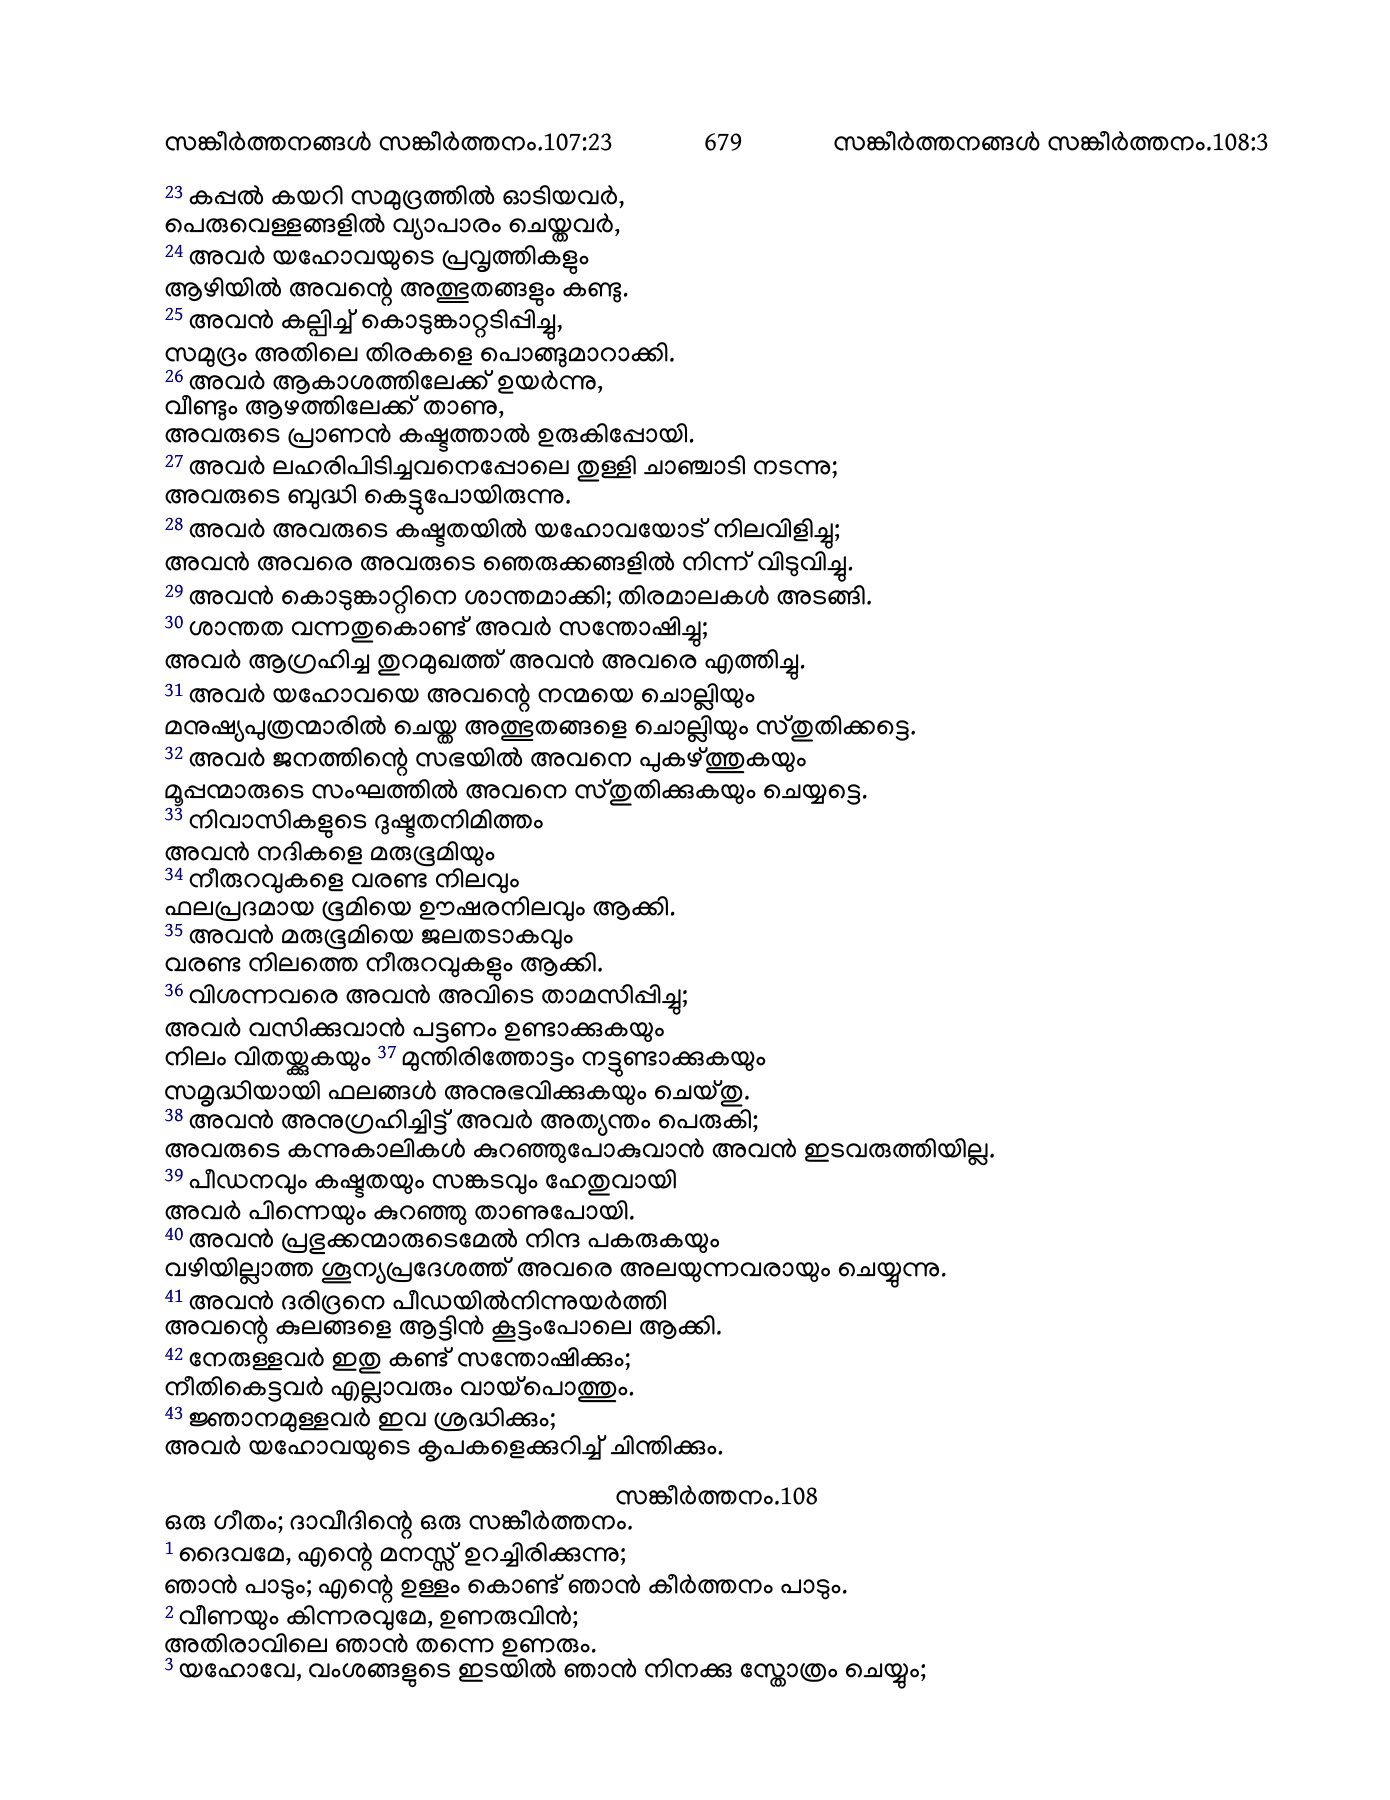 സങ്കീർത്തനങ്ങൾ സങ്കീർത്തനം.107:23 679 സങ്കീർത്തനങ്ങൾ സങ്കീർത്തനം.108:3
23 കപ്പൽ കയറി സമുദ്രത്തിൽ ഓടിയവർ,
പെരുവെള്ളങ്ങളിൽ വ്യാപാരം ചെയ്തവർ,
24 അവർ യഹോവയുടെ പ്രവൃത്തികളും
ആഴിയിൽ അവന്റെ അത്ഭുതങ്ങളും കണ്ടു.
25 അവൻ കല്പിച്ച് കൊടുങ്കാറ്റടിപ്പിച്ചു,
സമുദ്രം അതിലെ തിരകളെ പൊങ്ങുമാറാക്കി.
26 അവർ ആകാശത്തിലേക്ക് ഉയർന്നു,
വീണ്ടും ആഴത്തിലേക്ക് താണു,
അവരുടെ പ്രാണൻ കഷ്ടത്താൽ ഉരുകിപ്പോയി.
27 അവർ ലഹരിപിടിച്ചവനെപ്പോലെ തുള്ളി ചാഞ്ചാടി നടന്നു;
അവരുടെ ബുദ്ധി കെട്ടുപോയിരുന്നു.
28 അവർ അവരുടെ കഷ്ടതയിൽ യഹോവയോട് നിലവിളിച്ചു;
അവൻ അവരെ അവരുടെ ഞെരുക്കങ്ങളിൽ നിന്ന് വിടുവിച്ചു.
29 അവൻ കൊടുങ്കാറ്റിനെ ശാന്തമാക്കി; തിരമാലകൾ അടങ്ങി.
30 ശാന്തത വന്നതുകൊണ്ട് അവർ സന്തോഷിച്ചു;
അവർ ആഗ്രഹിച്ച തുറമുഖത്ത് അവൻ അവരെ എത്തിച്ചു.
31 അവർ യഹോവയെ അവന്റെ നന്മയെ ചൊല്ലിയും
മനുഷ്യപുത്രന്മാരിൽ ചെയ്ത അത്ഭുതങ്ങളെ ചൊല്ലിയും സ്തുതിക്കട്ടെ.
32 അവർ ജനത്തിന്റെ സഭയിൽ അവനെ പുകഴ്ത്തുകയും
മൂപ്പന്മാരുടെ സംഘത്തിൽ അവനെ സ്തുതിക്കുകയും ചെയ്യട്ടെ.
33 നിവാസികളുടെ ദുഷ്ടതനിമിത്തം
അവൻ നദികളെ മരുഭൂമിയും
34 നീരുറവുകളെ വരണ്ട നിലവും
ഫലപ്രദമായ ഭൂമിയെ ഊഷരനിലവും ആക്കി.
35 അവൻ മരുഭൂമിയെ ജലതടാകവും
വരണ്ട നിലത്തെ നീരുറവുകളും ആക്കി.
36 വിശന്നവരെ അവൻ അവിടെ താമസിപ്പിച്ചു;
അവർ വസിക്കുവാൻ പട്ടണം ഉണ്ടാക്കുകയും
നിലം വിതയ്ക്കുകയും 37 മുന്തിരിത്തോട്ടം നട്ടുണ്ടാക്കുകയും
സമൃദ്ധിയായി ഫലങ്ങൾ അനുഭവിക്കുകയും ചെയ്തു.
38 അവൻ അനുഗ്രഹിച്ചിട്ട് അവർ അത്യന്തം പെരുകി;
അവരുടെ കന്നുകാലികൾ കുറഞ്ഞുപോകുവാൻ അവൻ ഇടവരുത്തിയില്ല.
39 പീഡനവും കഷ്ടതയും സങ്കടവും ഹേതുവായി
അവർ പിന്നെയും കുറഞ്ഞു താണുപോയി.
40 അവൻ പ്രഭുക്കന്മാരുടെമേൽ നിന്ദ പകരുകയും
വഴിയില്ലാത്ത ശൂന്യപ്രദേശത്ത് അവരെ അലയുന്നവരായും ചെയ്യുന്നു.
41 അവൻ ദരിദ്രനെ പീഡയിൽനിന്നുയർത്തി
അവന്റെ കുലങ്ങളെ ആട്ടിൻ കൂട്ടംപോലെ ആക്കി.
42 നേരുള്ളവർ ഇതു കണ്ട് സന്തോഷിക്കും;
നീതികെട്ടവർ എല്ലാവരും വായ്പൊത്തും.
43 ജ്ഞാനമുള്ളവർ ഇവ ശ്രദ്ധിക്കും;
അവർ യഹോവയുടെ കൃപകളെക്കുറിച്ച് ചിന്തിക്കും.
സങ്കീർത്തനം.108
ഒരു ഗീതം; ദാവീദിന്റെ ഒരു സങ്കീർത്തനം.
1 ദൈവമേ, എന്റെ മനസ്സ് ഉറച്ചിരിക്കുന്നു;
ഞാൻ പാടും; എന്റെ ഉള്ളം കൊണ്ട് ഞാൻ കീർത്തനം പാടും.
2 വീണയും കിന്നരവുമേ, ഉണരുവിൻ;
അതിരാവിലെ ഞാൻ തന്നെ ഉണരും.
3 യഹോവേ, വംശങ്ങളുടെ ഇടയിൽ ഞാൻ നിനക്കു സ്തോത്രം ചെയ്യും;